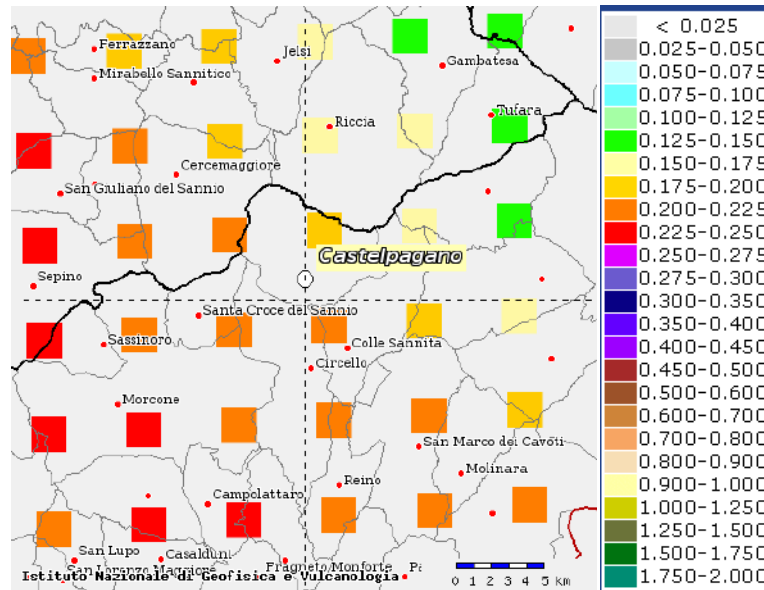 Ferrazzano
Mirabello Sannitico
Jelsi
Gambatesa
Riccia
Tufara
Cercemaggiore
San Giuliano del Sannio
Castelpagano
Sepino
Santa Croce del Sannio
Sassinoro
Colle Sannita
Circello
Morcone
San Marco dei Cavoti
Molinara
Reino
Campolattaro
San Lupo
Casalduni
San Lorenzo Maggiore
Fragneto Monforte
Pa
Istituto Nazionale di Geofisica e Vulcanologia
0 1 2 3 4 5 km
< 0.025
0.025-0.050
0.050-0.075
0.075-0.100
0.100-0.125
0.125-0.150
0.150-0.175
0.175-0.200
0.200-0.225
0.225-0.250
0.250-0.275
0.275-0.300
0.300-0.350
0.350-0.400
0.400-0.450
0.450-0.500
0.500-0.600
0.600-0.700
0.700-0.800
0.800-0.900
0.900-1.000
1.000-1.250
1.250-1.500
1.500-1.750
1.750-2.000